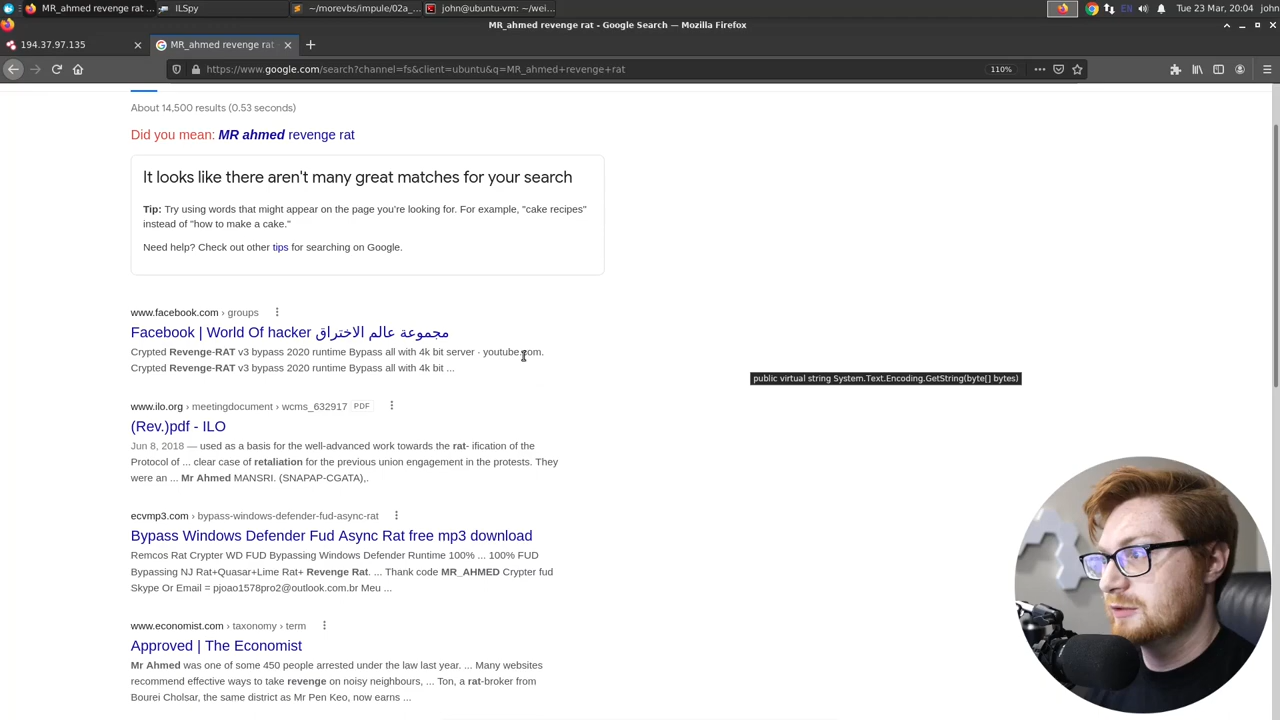 MR_ahmed revenge rat ...
ILSpy
~/morevbs/impule/02a_...
john@ubuntu-vm: ~/wei...
EN
Tue 23 Mar, 20:04
john
MR_ahmed revenge rat - Google Search — Mozilla Firefox
194.37.97.135
MR_ahmed revenge rat
https://www.google.com/search?channel=fs&client=ubuntu&q=MR_ahmed+revenge+rat
110%
About 14,500 results (0.53 seconds)
Did you mean: MR ahmed revenge rat
It looks like there aren't many great matches for your search
Tip: Try using words that might appear on the page you're looking for. For example, "cake recipes"
instead of "how to make a cake."
Need help? Check out other tips for searching on Google.
www.facebook.com › groups
Facebook | World Of hacker مجموعة عالم الاختراق
Crypted Revenge-RAT v3 bypass 2020 runtime Bypass all with 4k bit server · youtube.com.
Crypted Revenge-RAT v3 bypass 2020 runtime Bypass all with 4k bit ...
public virtual string System.Text.Encoding.GetString(byte[] bytes)
www.ilo.org › meetingdocument › wcms_632917 PDF
(Rev.)pdf - ILO
Jun 8, 2018 — used as a basis for the well-advanced work towards the rat- ification of the
Protocol of ... clear case of retaliation for the previous union engagement in the protests. They
were an ... Mr Ahmed MANSRI. (SNAPAP-CGATA),.
ecvmp3.com › bypass-windows-defender-fud-async-rat
Bypass Windows Defender Fud Async Rat free mp3 download
Remcos Rat Crypter WD FUD Bypassing Windows Defender Runtime 100% ... 100% FUD
Bypassing NJ Rat+Quasar+Lime Rat+ Revenge Rat. ... Thank code MR_AHMED Crypter fud
Skype Or Email = pjoao1578pro2@outlook.com.br Meu ...
www.economist.com › taxonomy › term
Approved | The Economist
Mr Ahmed was one of some 450 people arrested under the law last year. ... Many websites
recommend effective ways to take revenge on noisy neighbours, ... Ton, a rat-broker from
Bourei Cholsar, the same district as Mr Pen Keo, now earns ...